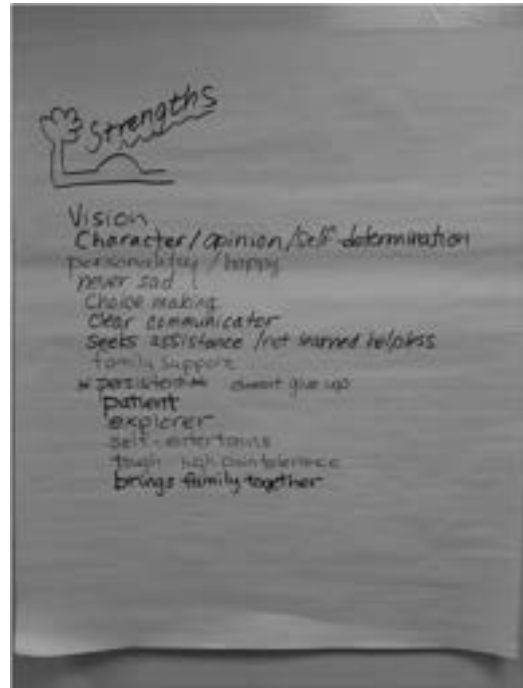 Strengths
Vision
Character/opinion/self determination
personality/happy
never sad
Choice making
Clear communicator
Seeks assistance/not learned helpless
family support
*persistent* doesn't give up
patient
explorer
self-entertains
tough high pain tolerance
brings family together